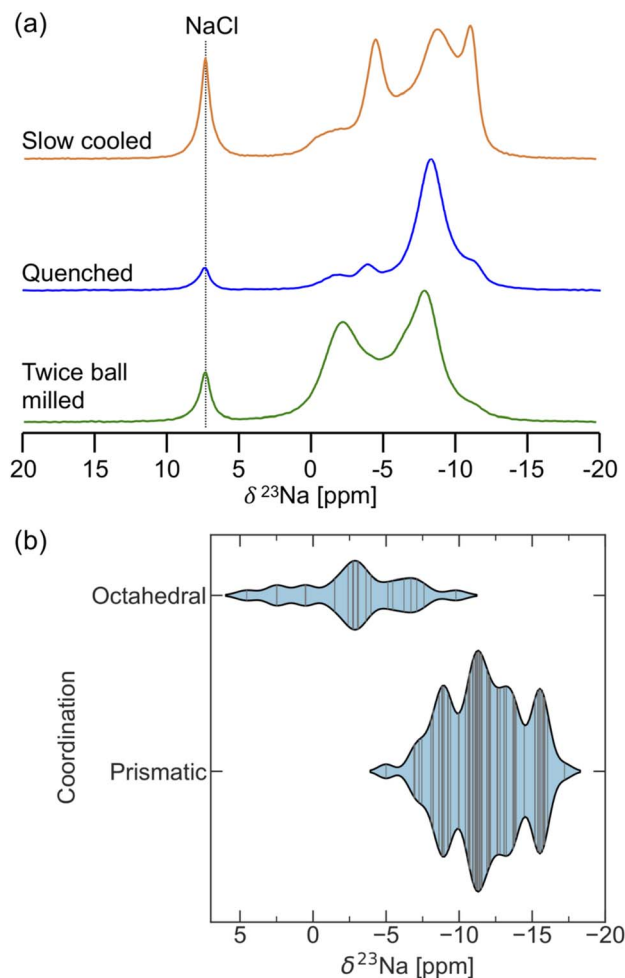 (a)
NaCl
Slow cooled
Quenched
Twice ball
milled
20 15 10 5 0 -5 -10 -15 -20
δ ²³Na [ppm]
(b)
Octahedral
Prismatic
Coordination
5 0 −5 −10 −15 −20
δ²³Na [ppm]